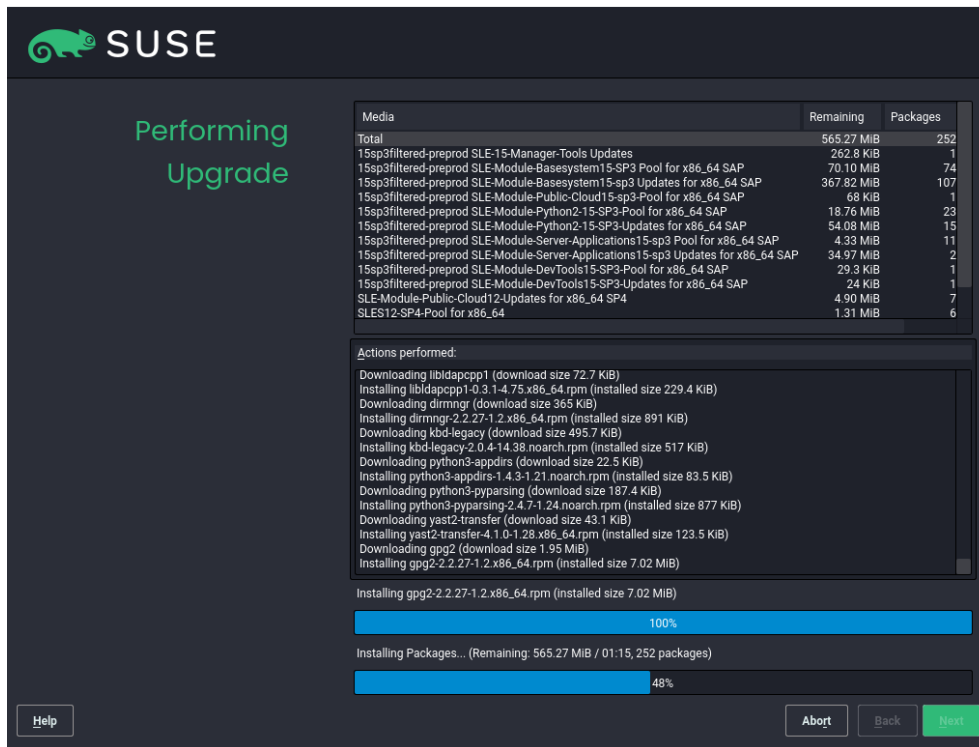 SUSE
Performing
Upgrade
Media Remaining Packages
Total 565.27 MiB 252
15sp3filtered-preprod SLE-15-Manager-Tools Updates 262.8 KiB 1
15sp3filtered-preprod SLE-Module-Basesystem15-SP3 Pool for x86_64 SAP 70.10 MiB 74
15sp3filtered-preprod SLE-Module-Basesystem15-sp3 Updates for x86_64 SAP 367.82 MiB 107
15sp3filtered-preprod SLE-Module-Public-Cloud15-sp3-Pool for x86_64 SAP 68 KiB 1
15sp3filtered-preprod SLE-Module-Python2-15-SP3-Pool for x86_64 SAP 18.76 MiB 23
15sp3filtered-preprod SLE-Module-Python2-15-SP3-Updates for x86_64 SAP 54.08 MiB 15
15sp3filtered-preprod SLE-Module-Server-Applications15-sp3 Pool for x86_64 SAP 4.33 MiB 11
15sp3filtered-preprod SLE-Module-Server-Applications15-sp3 Updates for x86_64 SAP 34.97 MiB 2
15sp3filtered-preprod SLE-Module-DevTools15-SP3-Pool for x86_64 SAP 29.3 KiB 1
15sp3filtered-preprod SLE-Module-DevTools15-SP3-Updates for x86_64 SAP 24 KiB 1
SLE-Module-Public-Cloud12-Updates for x86_64 SP4 4.90 MiB 7
SLES12-SP4-Pool for x86_64 1.31 MiB 6
Actions performed:
Downloading libldapcpp1 (download size 72.7 KiB)
Installing libldapcpp1-0.3.1-4.75.x86_64.rpm (installed size 229.4 KiB)
Downloading dirmngr (download size 365 KiB)
Installing dirmngr-2.2.27-1.2.x86_64.rpm (installed size 891 KiB)
Downloading kbd-legacy (download size 495.7 KiB)
Installing kbd-legacy-2.0.4-14.38.noarch.rpm (installed size 517 KiB)
Downloading python3-appdirs (download size 22.5 KiB)
Installing python3-appdirs-1.4.3-1.21.noarch.rpm (installed size 83.5 KiB)
Downloading python3-pyparsing (download size 187.4 KiB)
Installing python3-pyparsing-2.4.7-1.24.noarch.rpm (installed size 877 KiB)
Downloading yast2-transfer (download size 43.1 KiB)
Installing yast2-transfer-4.1.0-1.28.x86_64.rpm (installed size 123.5 KiB)
Downloading gpg2 (download size 1.95 MiB)
Installing gpg2-2.2.27-1.2.x86_64.rpm (installed size 7.02 MiB)
Installing gpg2-2.2.27-1.2.x86_64.rpm (installed size 7.02 MiB)
100%
Installing Packages... (Remaining: 565.27 MiB / 01:15, 252 packages)
48%
Help Abort Back Next